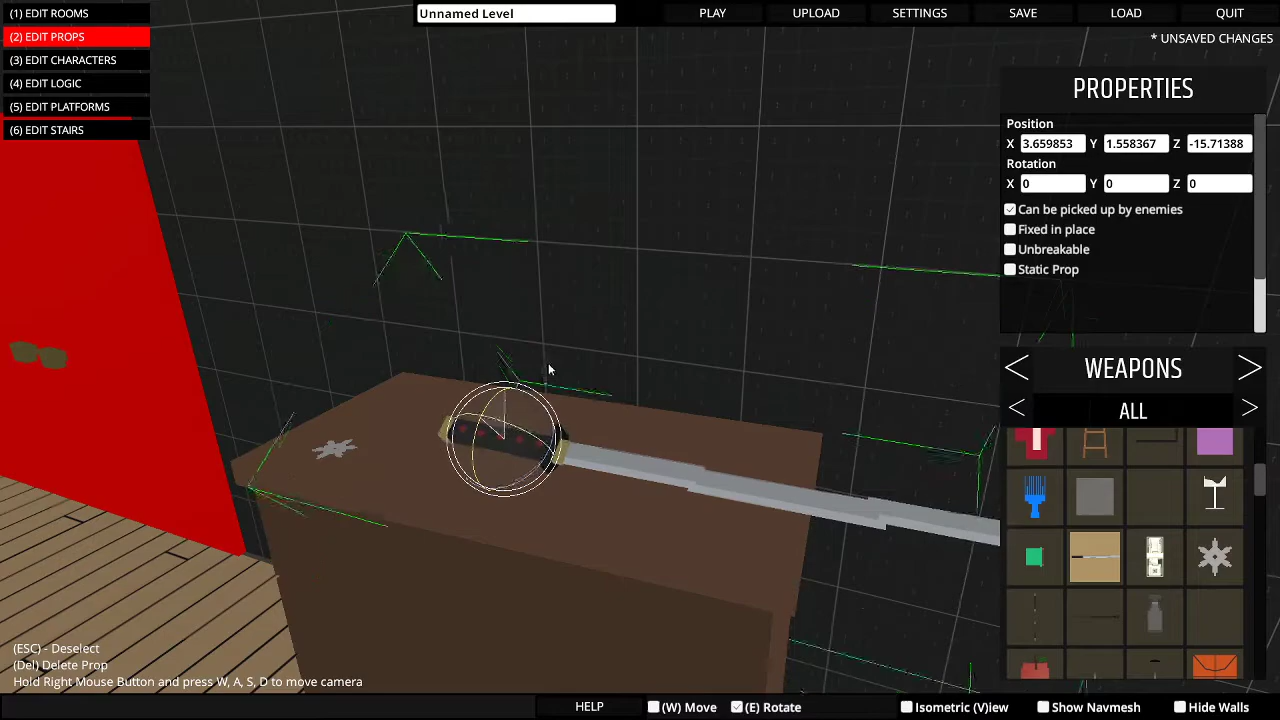 (1) EDIT ROOMS
(2) EDIT PROPS
(3) EDIT CHARACTERS
(4) EDIT LOGIC
(5) EDIT PLATFORMS
(6) EDIT STAIRS
Unnamed Level
PLAY UPLOAD SETTINGS SAVE LOAD QUIT
* UNSAVED CHANGES
PROPERTIES
Position
X 3.659853 Y 1.558367 Z -15.71388
Rotation
X 0 Y 0 Z 0
Can be picked up by enemies
Fixed in place
Unbreakable
Static Prop
< WEAPONS >
< ALL >
(ESC) - Deselect
(Del) Delete Prop
Hold Right Mouse Button and press W, A, S, D to move camera
HELP (W) Move (E) Rotate Isometric (V)iew Show Navmesh Hide Walls